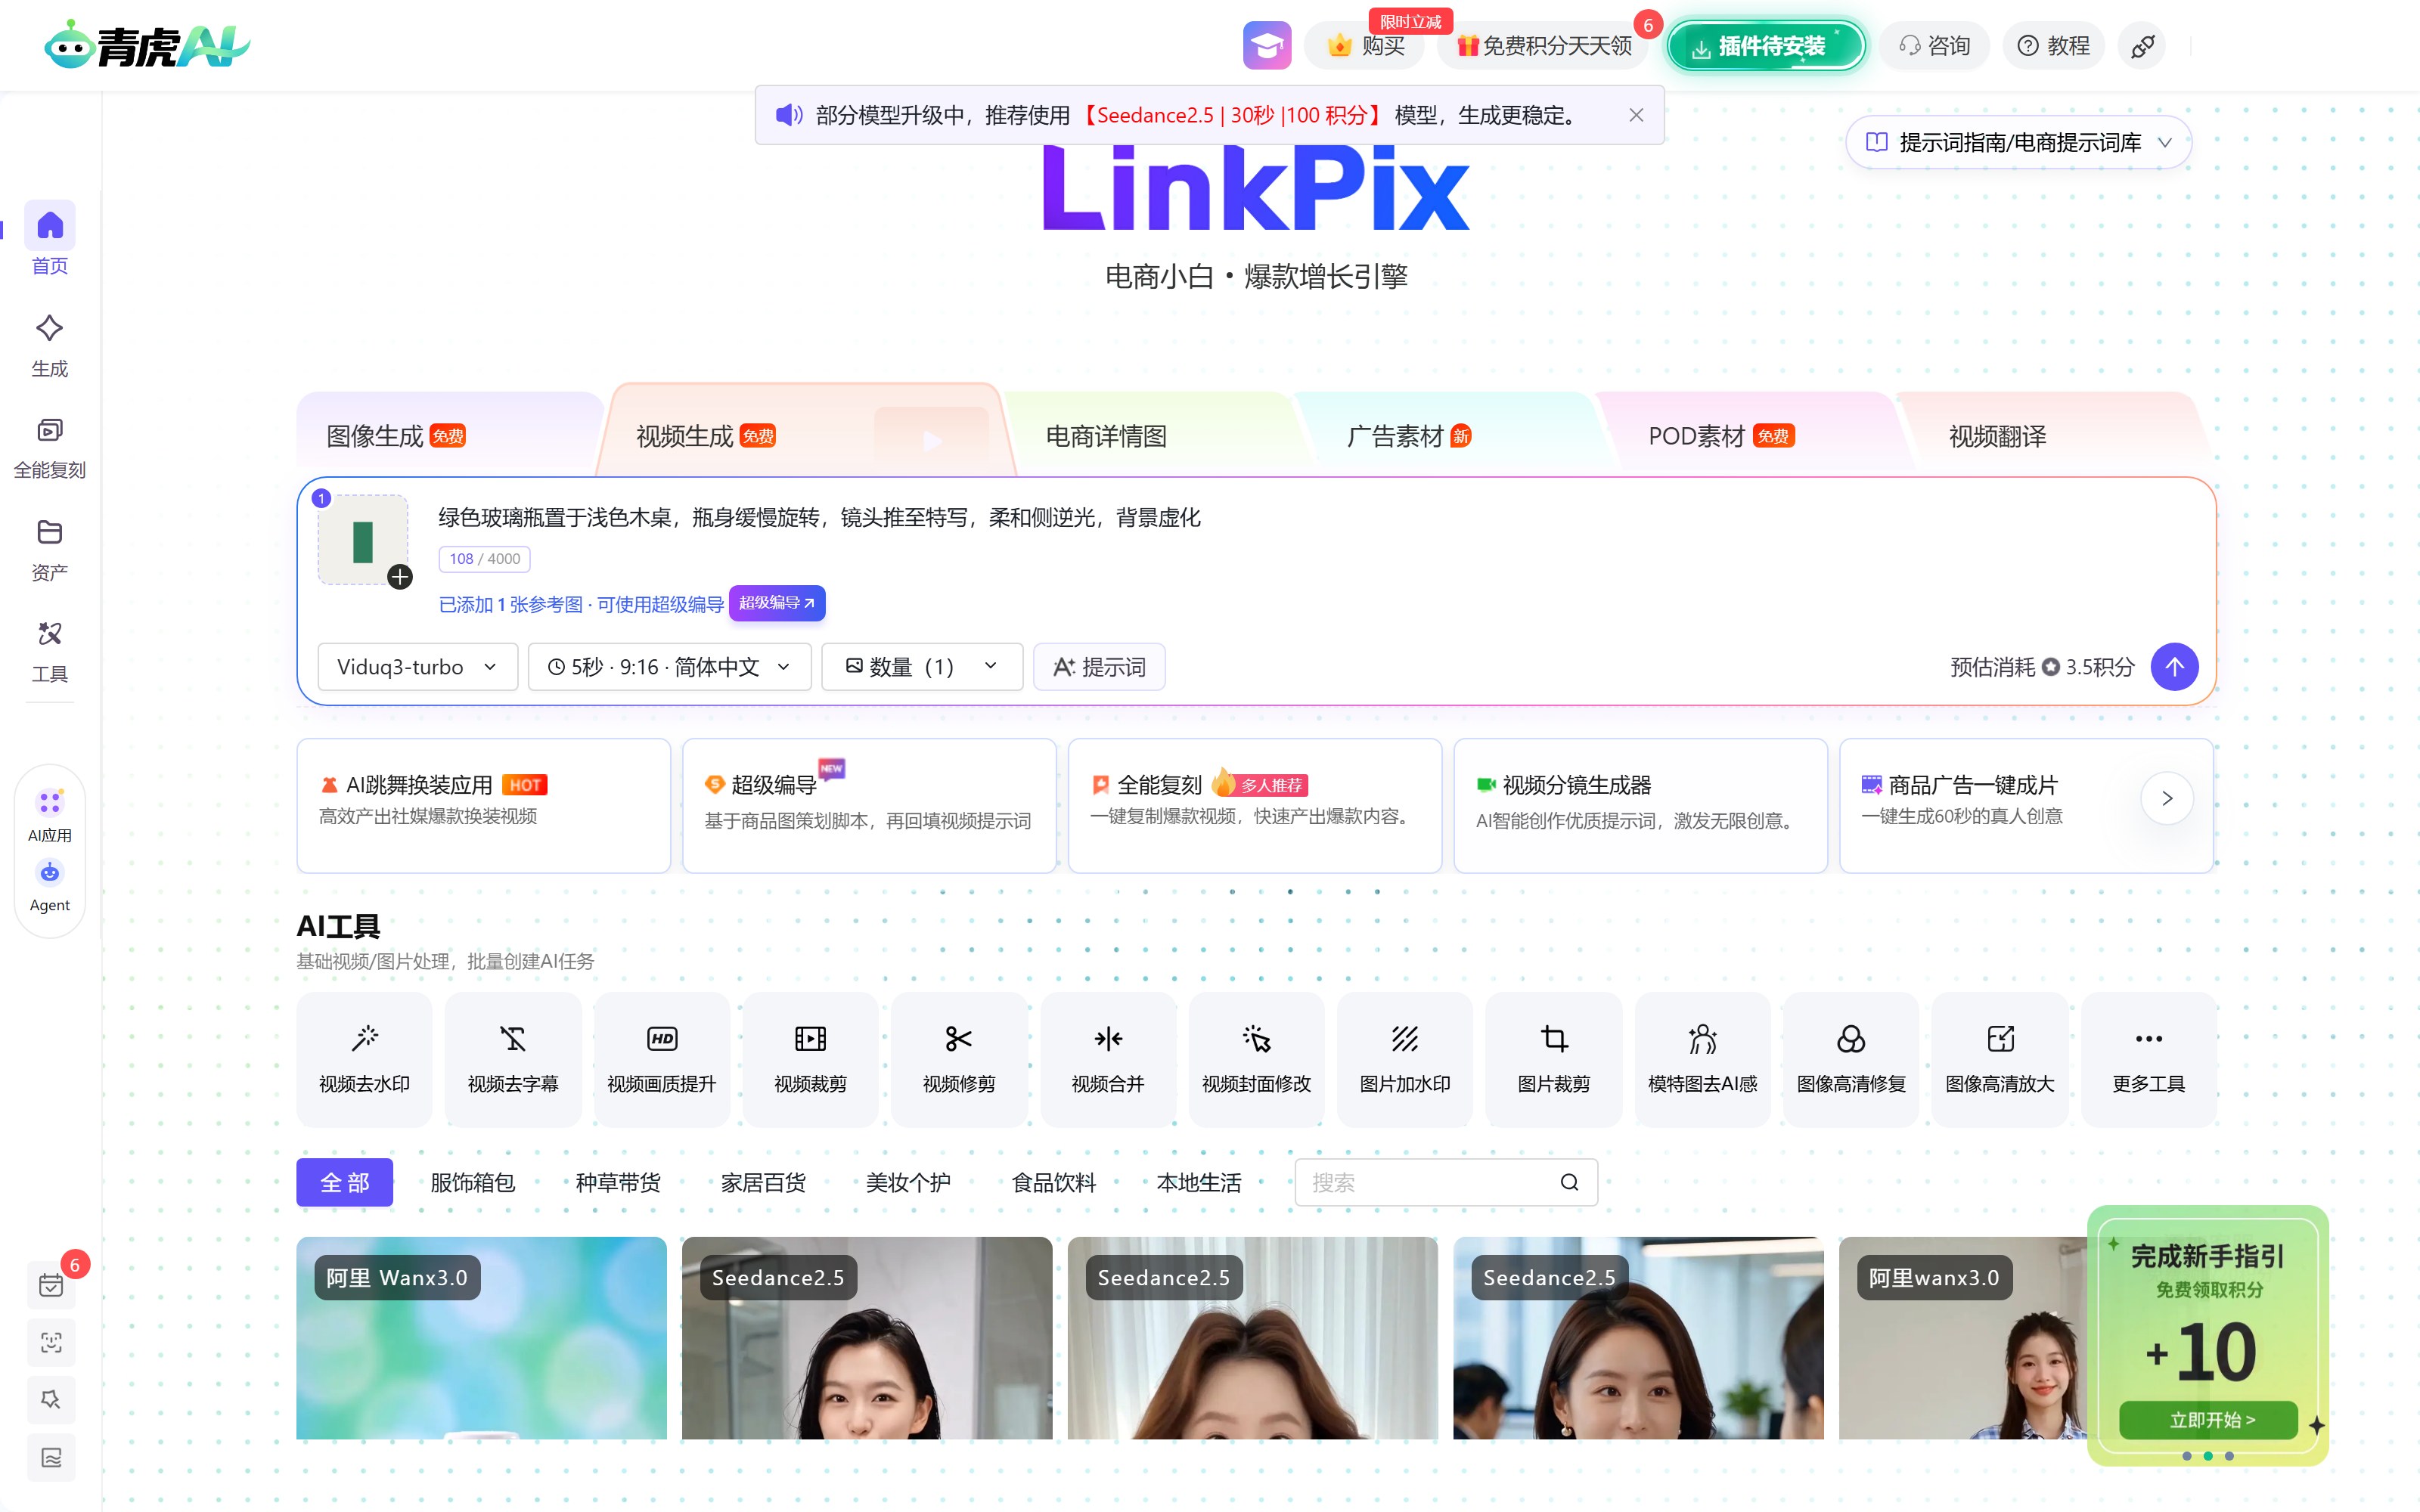 青虎AI
限时立减
购买
免费积分天天领
6
插件待安装
咨询
教程
部分模型升级中，推荐使用【Seedance2.5 | 30秒 |100 积分】 模型，生成更稳定。
提示词指南/电商提示词库
LinkPix
电商小白・爆款增长引擎
首页
生成
全能复刻
资产
工具
AI应用
Agent
6
图像生成 免费
视频生成 免费
电商详情图
广告素材 新
POD素材 免费
视频翻译
1
绿色玻璃瓶置于浅色木桌，瓶身缓慢旋转，镜头推至特写，柔和侧逆光，背景虚化
108 / 4000
已添加 1 张参考图 · 可使用超级编导
超级编导
Viduq3-turbo
5秒 · 9:16 · 简体中文
数量（1）
提示词
预估消耗 3.5积分
AI跳舞换装应用 HOT
高效产出社媒爆款换装视频
超级编导 NEW
基于商品图策划脚本，再回填视频提示词
全能复刻 多人推荐
一键复制爆款视频，快速产出爆款内容。
视频分镜生成器
AI智能创作优质提示词，激发无限创意。
商品广告一键成片
一键生成60秒的真人创意
AI工具
基础视频/图片处理，批量创建AI任务
视频去水印
视频去字幕
HD
视频画质提升
视频裁剪
视频修剪
视频合并
视频封面修改
图片加水印
图片裁剪
模特图去AI感
图像高清修复
图像高清放大
更多工具
全部
服饰箱包
种草带货
家居百货
美妆个护
食品饮料
本地生活
搜索
阿里 Wanx3.0
Seedance2.5
Seedance2.5
Seedance2.5
阿里wanx3.0
完成新手指引
免费领取积分
+10
立即开始 >